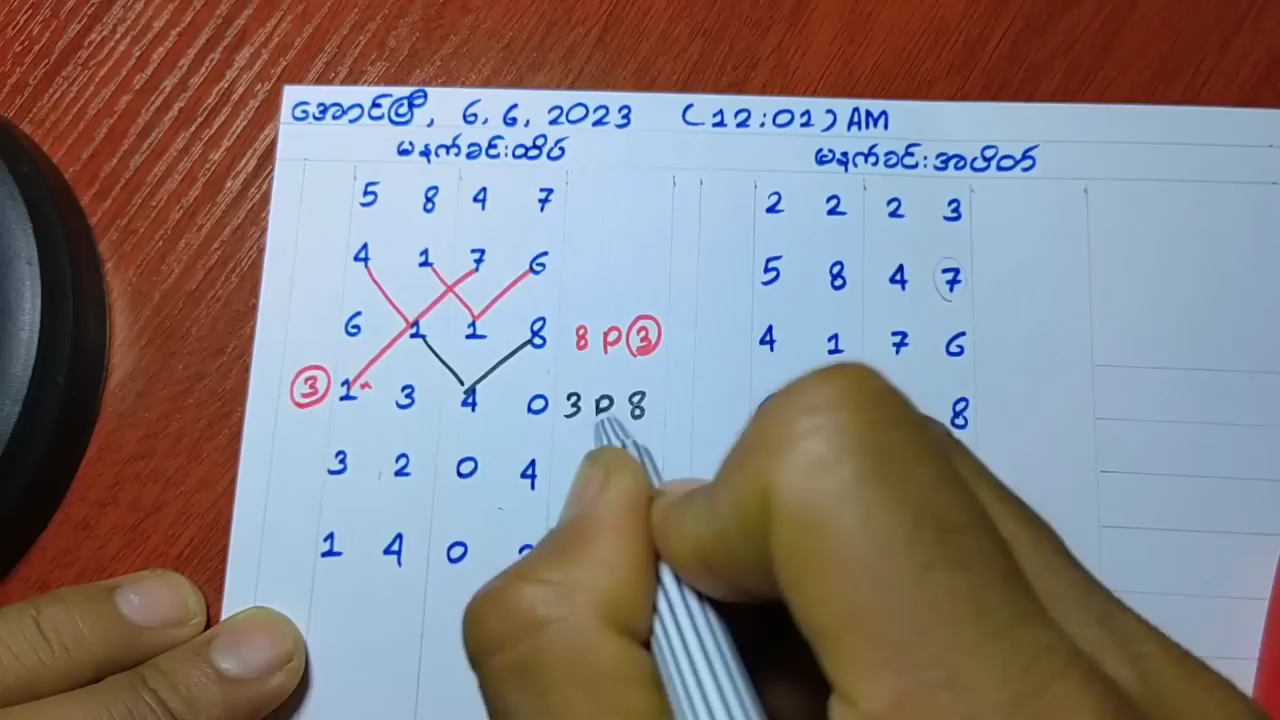 အောင်ဗြီ, 6, 6, 2023 (12:01) AM
မနက်ခင်းထိပ် မနက်ခင်းအပိတ်
5 8 4 7 2 2 2 3
4 1 7 6 5 8 4 7
6 1 1 8 8 P 3 4 1 7 6
3 1 3 4 0 3 P 8 8
3 2 0 4
1 4 0